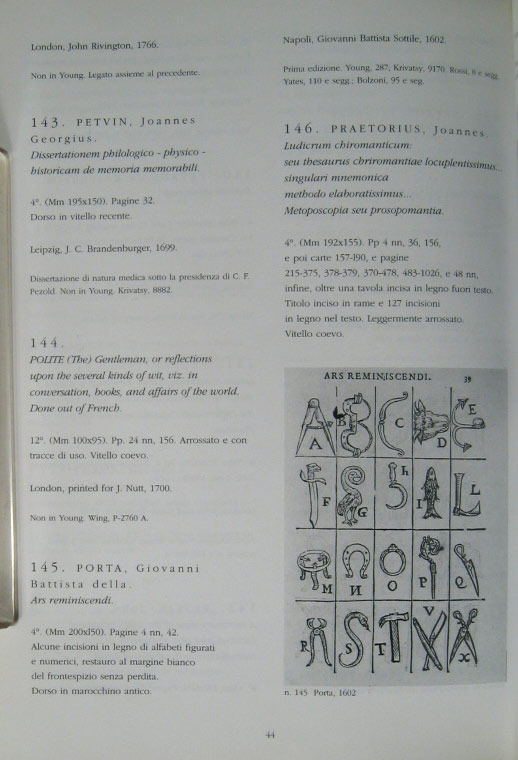 London, John Rivington, 1766.
Non in Young. Legato assieme al precedente.
143. PETVIN, Joannes
Georgius.
Dissertationem philologico - physico -
historicam de memoria memorabili.
4º. (Mm 195x150). Pagine 32.
Dorso in vitello recente.
Leipzig, J. C. Brandenburger, 1699.
Dissertazione di natura medica sotto la presidenza di C. F.
Pezold. Non in Young. Krivatsy, 8882.
144.
POLITE (The) Gentleman, or reflections
upon the several kinds of wit, viz. in
conversation, books, and affairs of the world.
Done out of French.
12º. (Mm 100x95). Pp. 24 nn, 156. Arrossato e con
tracce di uso. Vitello coevo.
London, printed for J. Nutt, 1700.
Non in Young. Wing, P-2760 A.
145. PORTA, Giovanni
Battista della.
Ars reminiscendi.
4º. (Mm 200xl50). Pagine 4 nn, 42.
Alcune incisioni in legno di alfabeti figurati
e numerici, restauro al margine bianco
del frontespizio senza perdita.
Dorso in marocchino antico.
Napoli, Giovanni Battista Sottile, 1602.
Prima edizione. Young, 287, Krivatsy, 9170. Rossi, 8 e segg.
Yates, 110 e segg.; Bolzoni, 95 e seg.
146. PRAETORIUS, Joannes.
Ludicrum chiromanticum:
seu thesaurus chriromantiae locuplentissimus...
singulari mnemonica
methodo elaboratissimus...
Metoposcopia seu prosopomantia.
4º. (Mm 192x155). Pp 4 nn, 36, 156,
e poi carte 157-l90, e pagine
215-375, 378-379, 370-478, 483-1026, e 48 nn,
infine, oltre una tavola incisa in legno fuori testo.
Titolo inciso in rame e 127 incisioni
in legno nel testo. Leggermente arrossato.
Vitello coevo.
ARS REMINISCENDI. 39
A B C D E
F G h I L
M N O P Q
R S T V X
n. 145 Porta, 1602
44